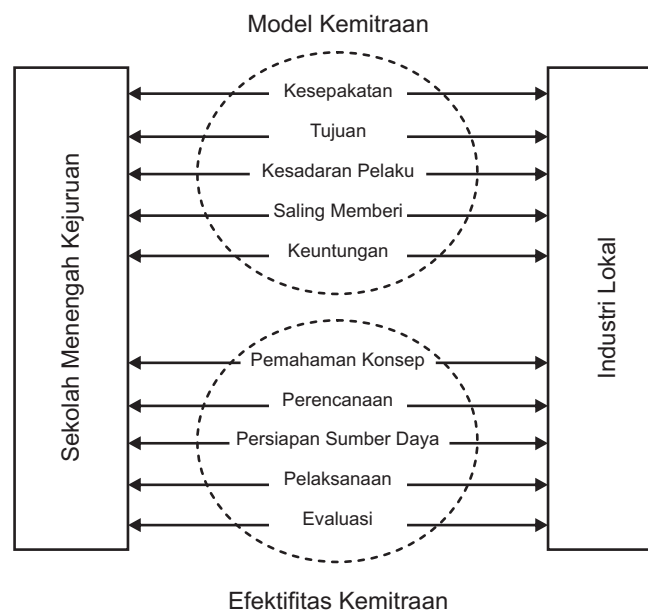 Model Kemitraan
Sekolah Menengah Kejuruan
Kesepakatan
Tujuan
Kesadaran Pelaku
Saling Memberi
Keuntungan
Pemahaman Konsep
Perencanaan
Persiapan Sumber Daya
Pelaksanaan
Evaluasi
Industri Lokal
Efektifitas Kemitraan